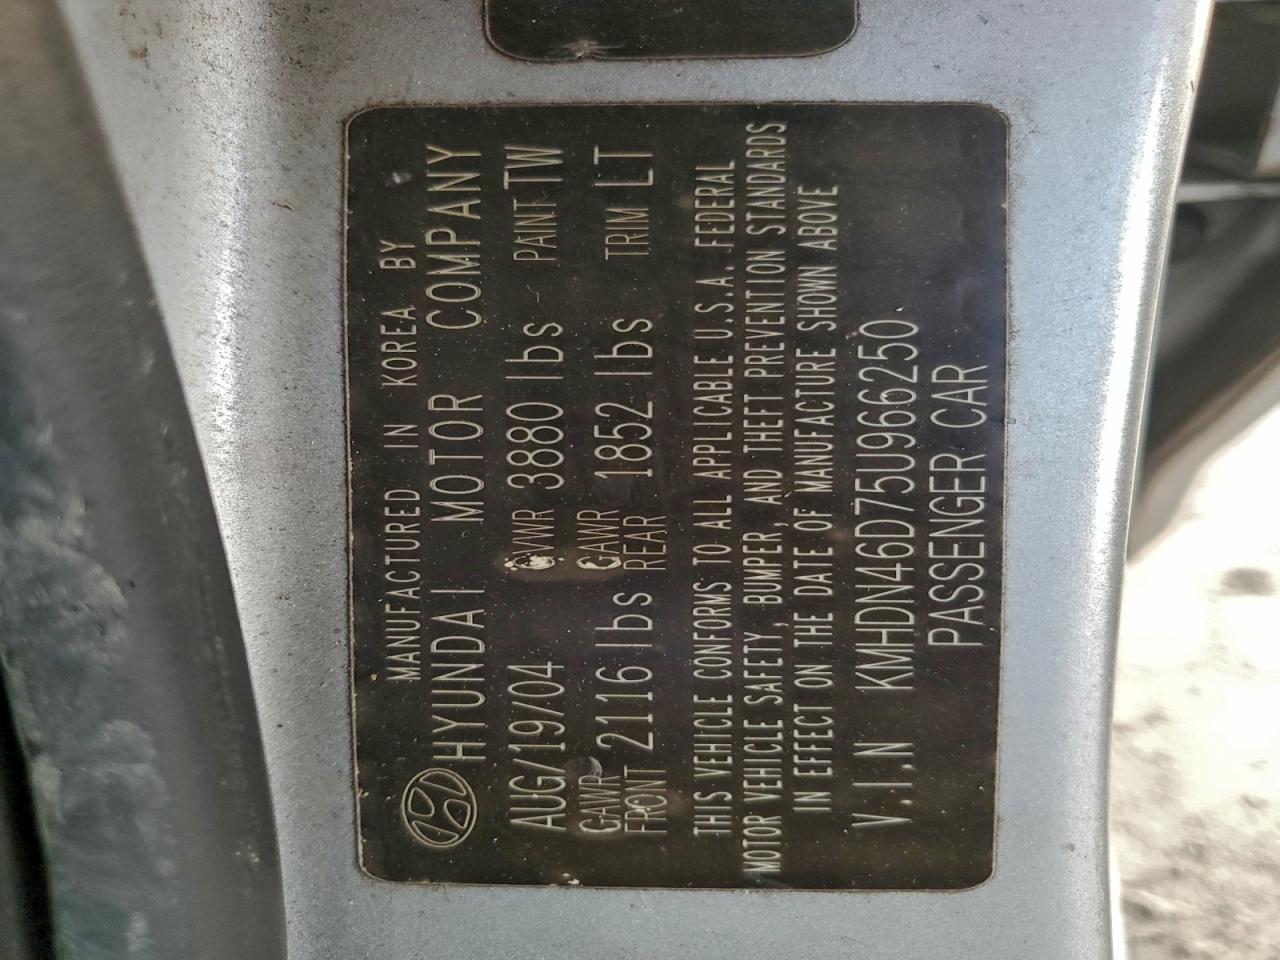 MANUFACTURED IN KOREA BY
HYUNDAI MOTOR COMPANY
AUG/19/04 GVWR 3880 lbs PAINT TW
GAWR FRONT 2116 lbs GAWR REAR 1852 lbs TRIM LT
THIS VEHICLE CONFORMS TO ALL APPLICABLE U.S.A. FEDERAL
MOTOR VEHICLE SAFETY, BUMPER, AND THEFT PREVENTION STANDARDS
IN EFFECT ON THE DATE OF MANUFACTURE SHOWN ABOVE
V.I.N KMHDN46D75U966250
PASSENGER CAR